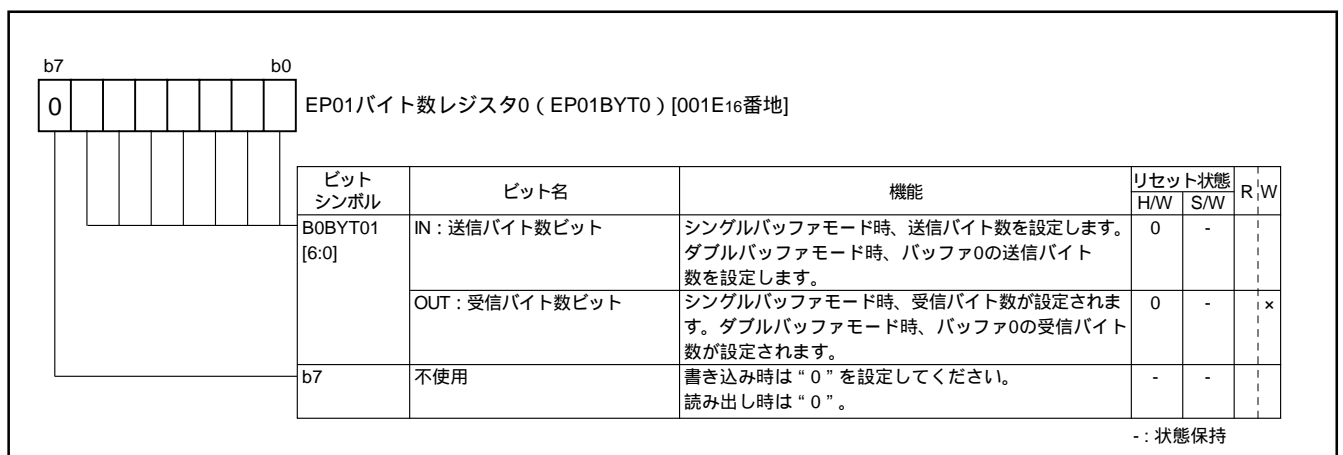 b7 b0
0 EP01バイト数レジスタ0（EP01BYT0）[001E16番地]
ビットシンボル ビット名 機能 リセット状態 H/W S/W R W
B0BYT01 [6:0] IN：送信バイト数ビット シングルバッファモード時、送信バイト数を設定します。 0 -
ダブルバッファモード時、バッファ0の送信バイト
数を設定します。
OUT：受信バイト数ビット シングルバッファモード時、受信バイト数が設定されま 0 - ×
す。ダブルバッファモード時、バッファ0の受信バイト
数が設定されます。
b7 不使用 書き込み時は“0”を設定してください。 - -
読み出し時は“0”。
-：状態保持